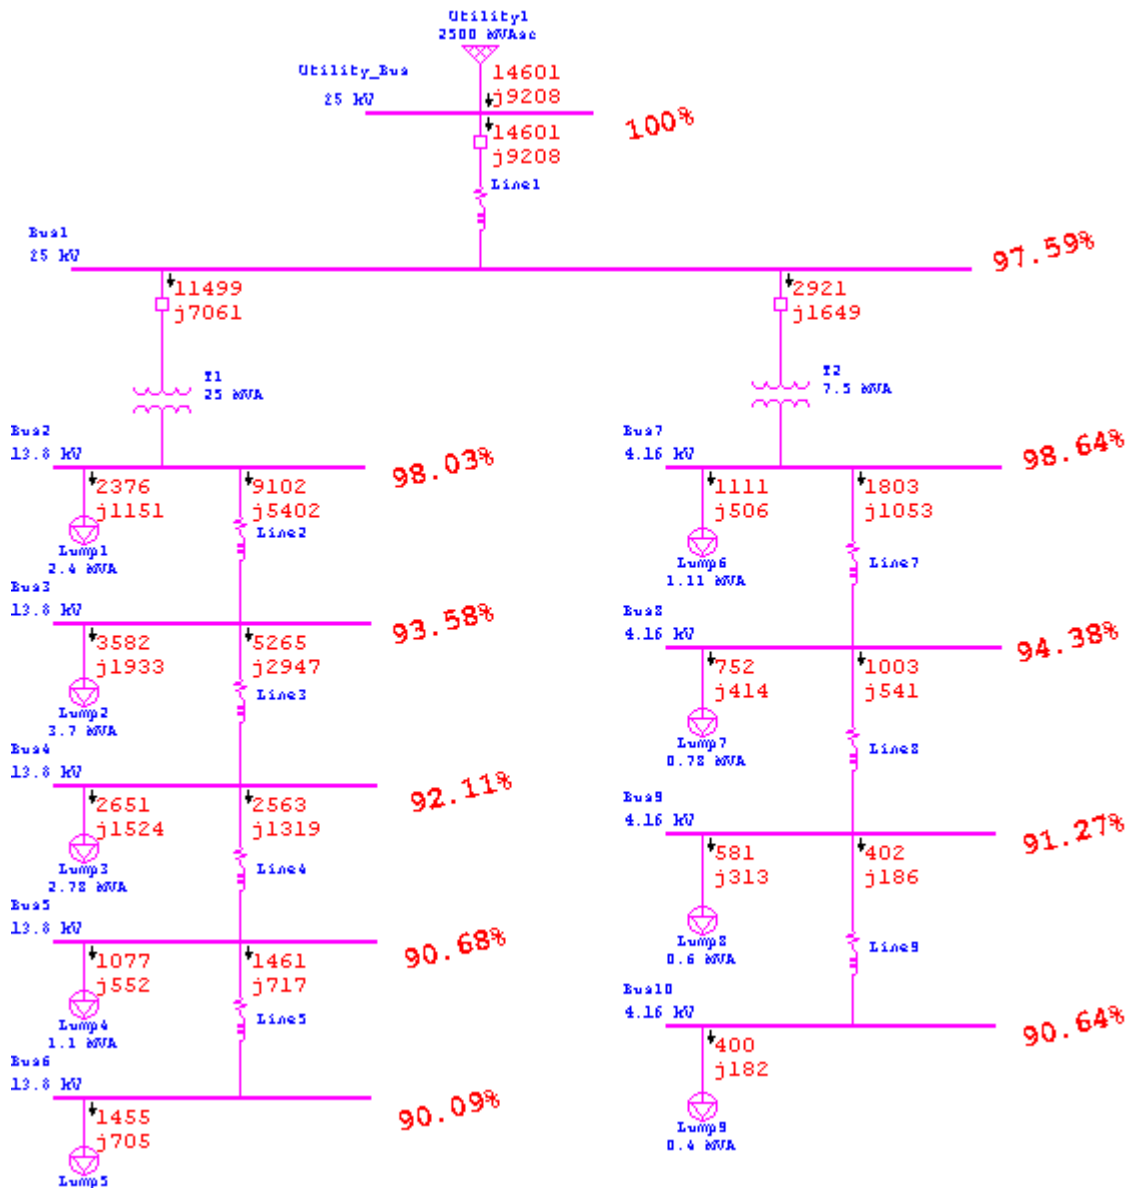 Utility1
2500 MVAsc
Utility_Bus
25 kV
14601
j9208
100%
14601
j9208
Line1
Bus1
25 kV
97.59%
11499
j7061
2921
j1649
T1
25 MVA
T2
7.5 MVA
Bus2
13.8 kV
98.03%
Bus7
4.16 kV
98.64%
2376
j1151
9102
j5402
1111
j506
1803
j1053
Line2
Lump1
2.4 MVA
Line7
Lump6
1.11 MVA
Bus3
13.8 kV
93.58%
Bus8
4.16 kV
94.38%
3582
j1933
5265
j2947
752
j414
1003
j541
Line3
Lump2
3.7 MVA
Line8
Lump7
0.78 MVA
Bus4
13.8 kV
92.11%
Bus9
4.16 kV
91.27%
2651
j1524
2563
j1319
581
j313
402
j186
Line4
Lump3
2.78 MVA
Line9
Lump8
0.6 MVA
Bus5
13.8 kV
90.68%
Bus10
4.16 kV
90.64%
1077
j552
1461
j717
400
j182
Line5
Lump4
1.1 MVA
Lump9
0.4 MVA
Bus6
13.8 kV
90.09%
1455
j705
Lump5